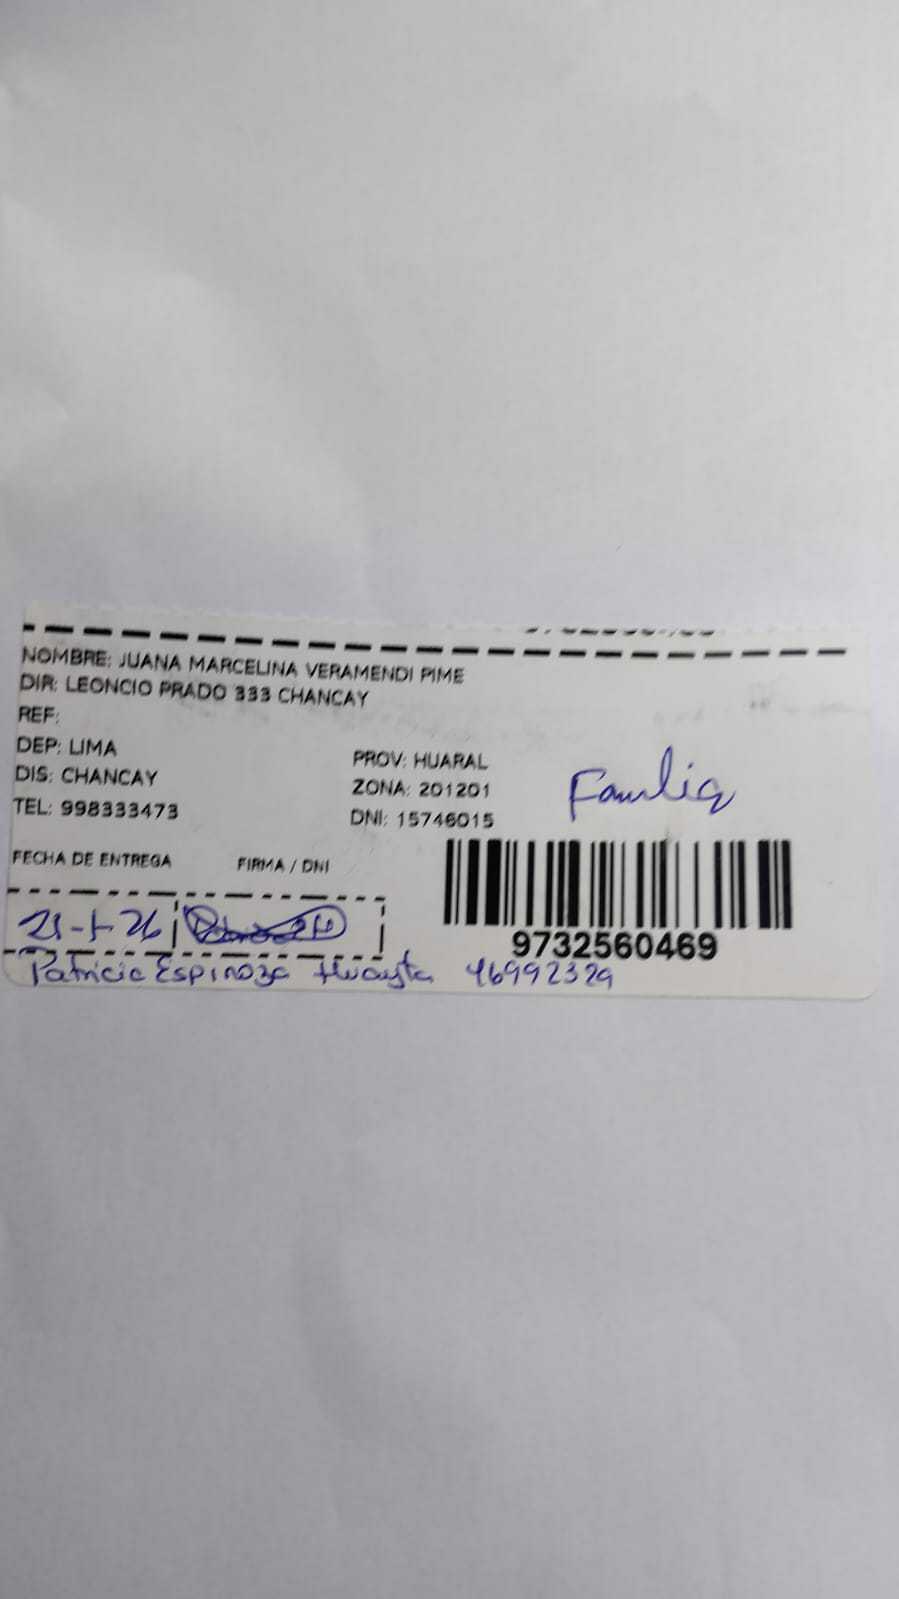 NOMBRE: JUANA MARCELINA VERAMENDI PIME
DIR: LEONCIO PRADO 333 CHANCAY
REF:
DEP: LIMA PROV: HUARAL
DIS: CHANCAY ZONA: 201201
TEL: 998333473 DNI: 15746015
Familia
FECHA DE ENTREGA FIRMA / DNI
21-1-26
9732560469
Patricia Espinoza Huayta 46992329